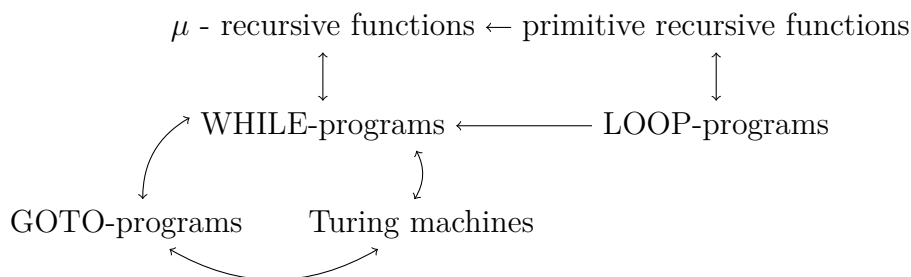 μ - recursive functions ← primitive recursive functions
WHILE-programs LOOP-programs
GOTO-programs Turing machines